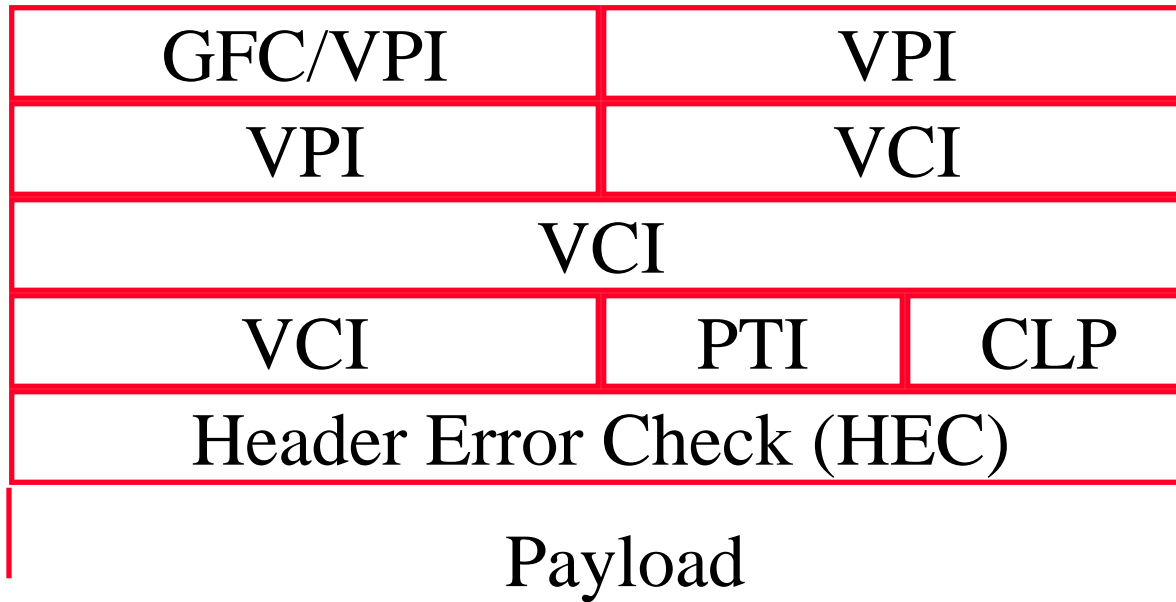 GFC/VPI VPI
VPI VCI
VCI
VCI PTI CLP
Header Error Check (HEC)
Payload